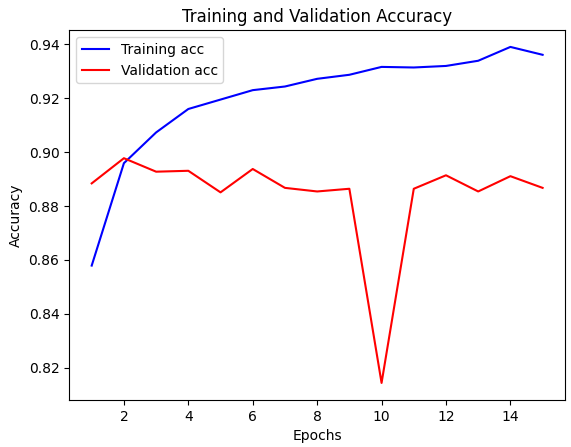 Training and Validation Accuracy
Training acc
Validation acc
0.94
0.92
0.90
0.88
0.86
0.84
0.82
Accuracy
2 4 6 8 10 12 14
Epochs